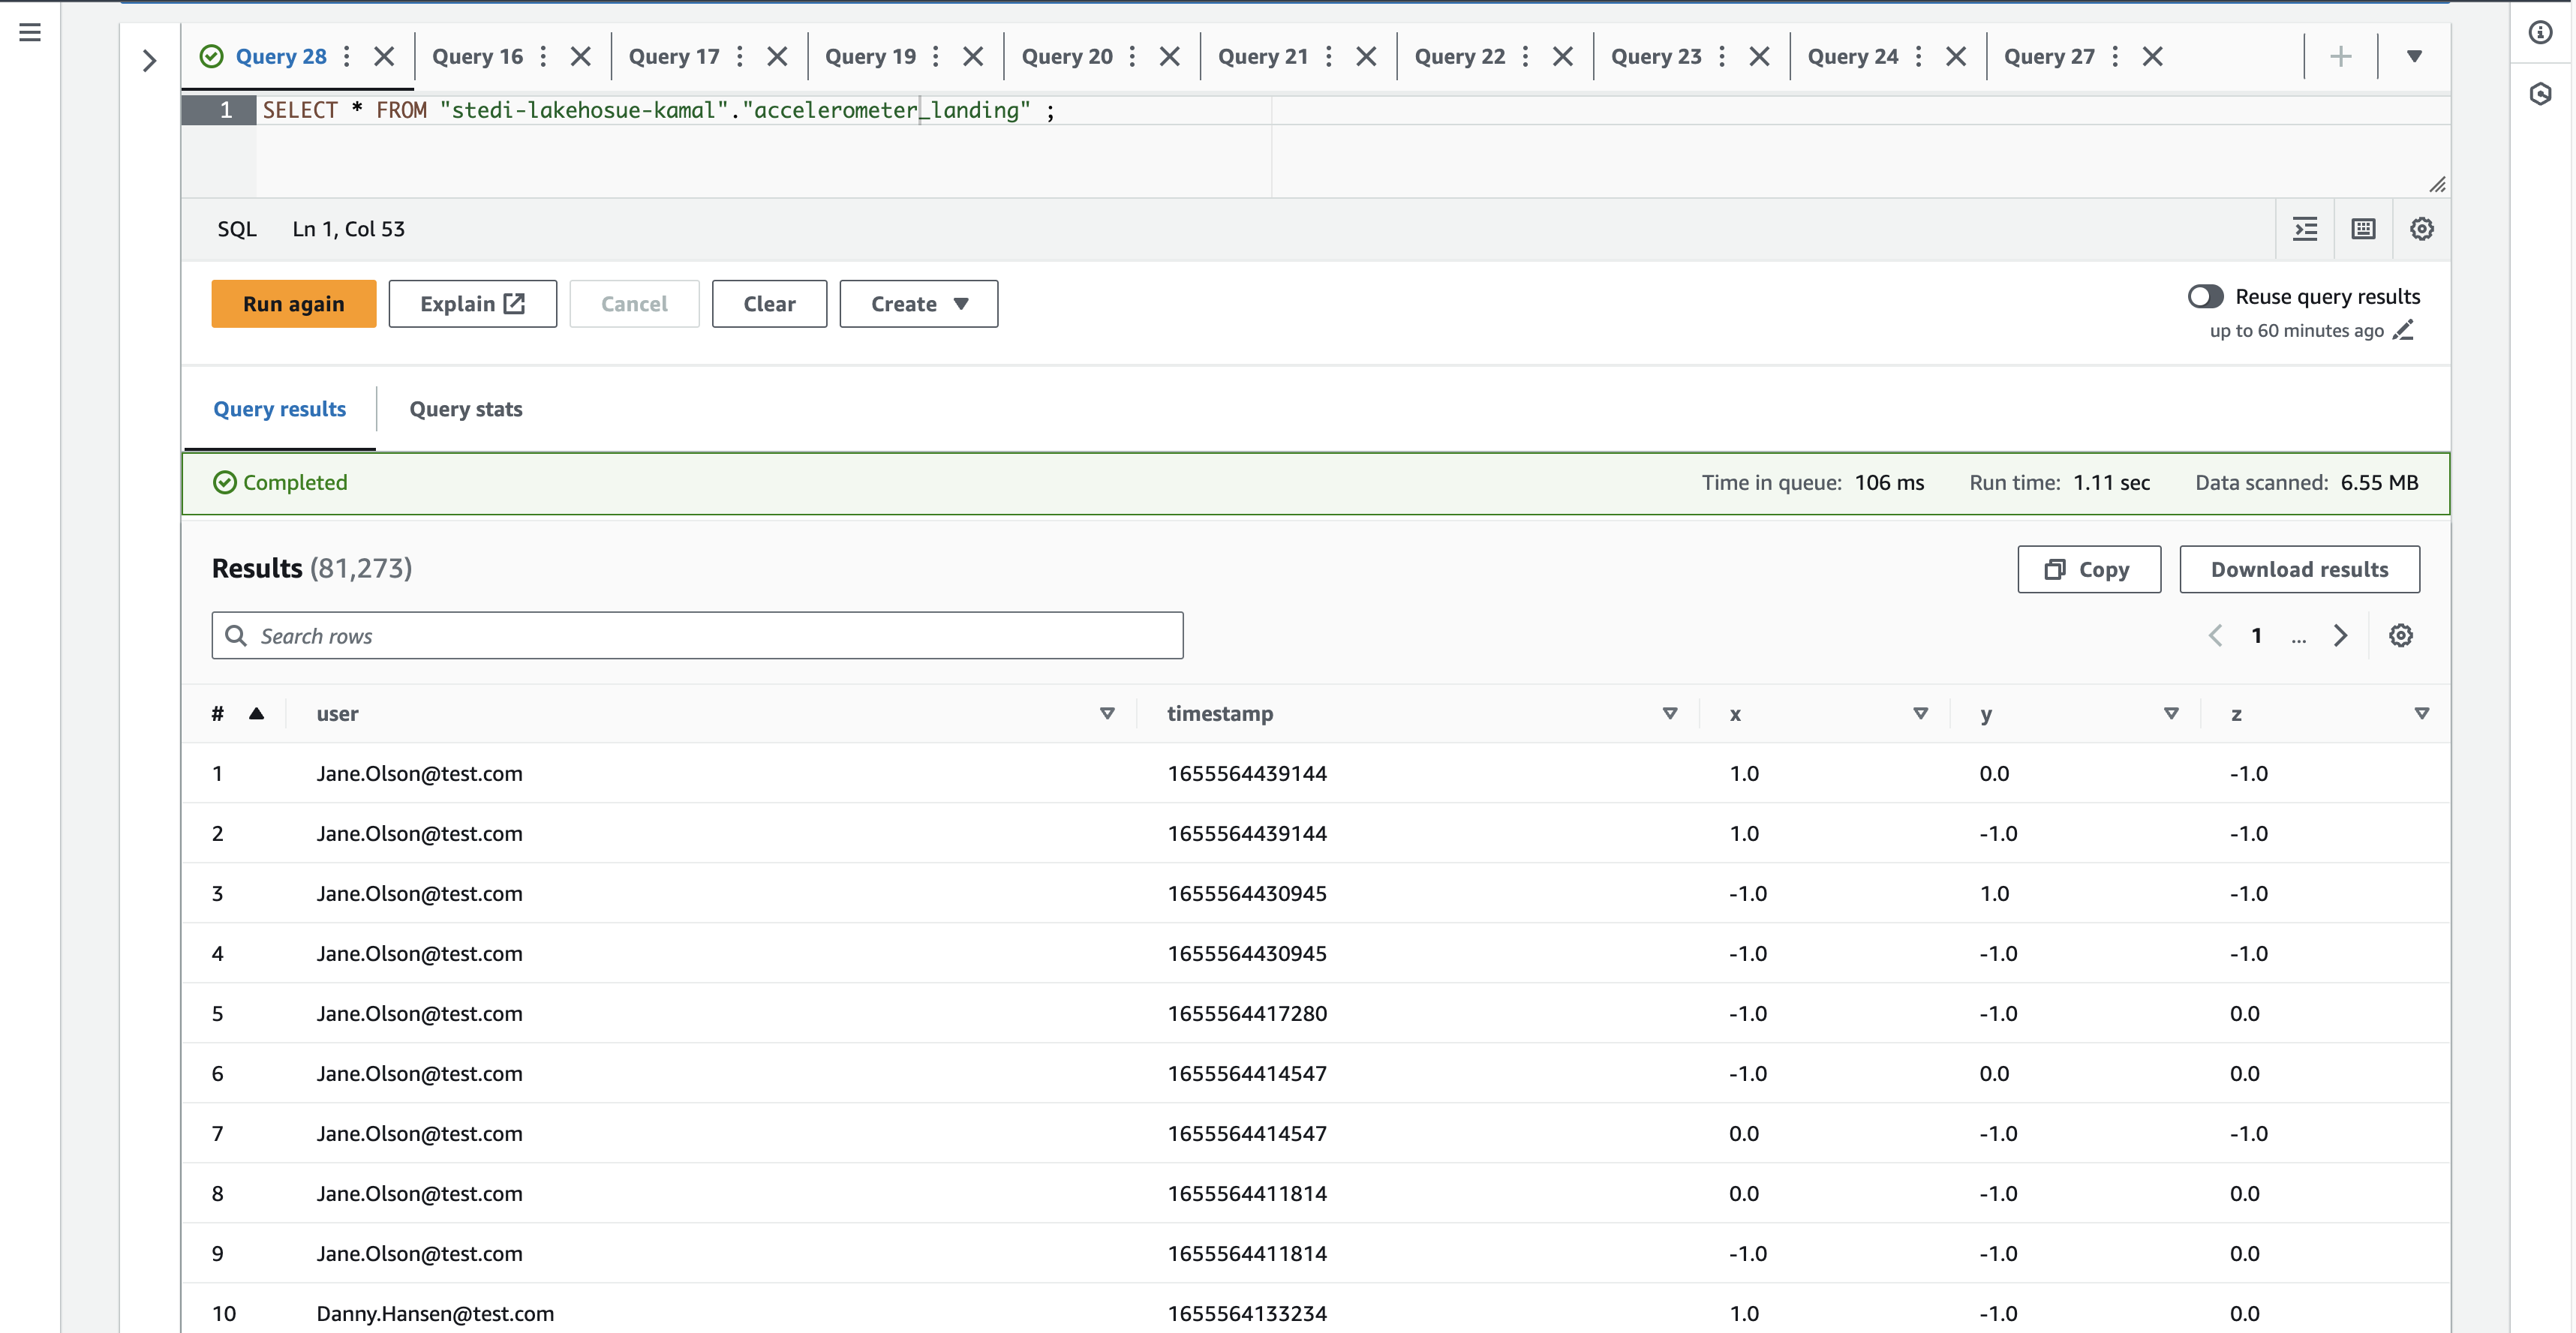 Query 28 Query 16 Query 17 Query 19 Query 20 Query 21 Query 22 Query 23 Query 24 Query 27
1 SELECT * FROM "stedi-lakehosue-kamal"."accelerometer_landing" ;
SQL Ln 1, Col 53
Run again Explain Cancel Clear Create Reuse query results
up to 60 minutes ago
Query results Query stats
Completed Time in queue: 106 ms Run time: 1.11 sec Data scanned: 6.55 MB
Results (81,273) Copy Download results
Search rows 1 ...
# user timestamp x y z
1 Jane.Olson@test.com 1655564439144 1.0 0.0 -1.0
2 Jane.Olson@test.com 1655564439144 1.0 -1.0 -1.0
3 Jane.Olson@test.com 1655564430945 -1.0 1.0 -1.0
4 Jane.Olson@test.com 1655564430945 -1.0 -1.0 -1.0
5 Jane.Olson@test.com 1655564417280 -1.0 -1.0 0.0
6 Jane.Olson@test.com 1655564414547 -1.0 0.0 0.0
7 Jane.Olson@test.com 1655564414547 0.0 -1.0 -1.0
8 Jane.Olson@test.com 1655564411814 0.0 -1.0 0.0
9 Jane.Olson@test.com 1655564411814 -1.0 -1.0 0.0
10 Danny.Hansen@test.com 1655564133234 1.0 -1.0 0.0